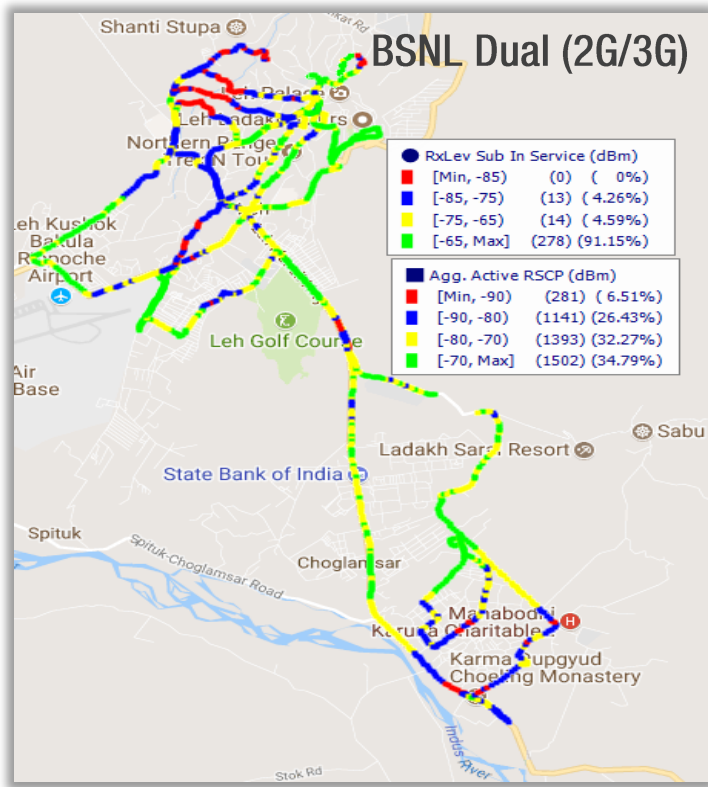 Shanti Stupa
BSNL Dual (2G/3G)
Leh Palace
Leh Ladakh
Northern
Leh Kushok
Bakula
Airport
RxLev Sub In Service (dBm)
[Min, -85) (0) ( 0%)
[-85, -75) (13) ( 4.26%)
[-75, -65) (14) ( 4.59%)
[-65, Max] (278) (91.15%)
Agg. Active RSCP (dBm)
[Min, -90) (281) ( 6.51%)
[-90, -80) (1141) (26.43%)
[-80, -70) (1393) (32.27%)
[-70, Max] (1502) (34.79%)
Leh Golf Course
Air
Base
Sabu
Ladakh Sarai Resort
State Bank of India
Spituk
Spituk-Choglamsar Road
Choglamsar
Mahabodhi
Karuna Charitable
H
Karma Dupgyud
Choeling Monastery
Indus River
Stok Rd